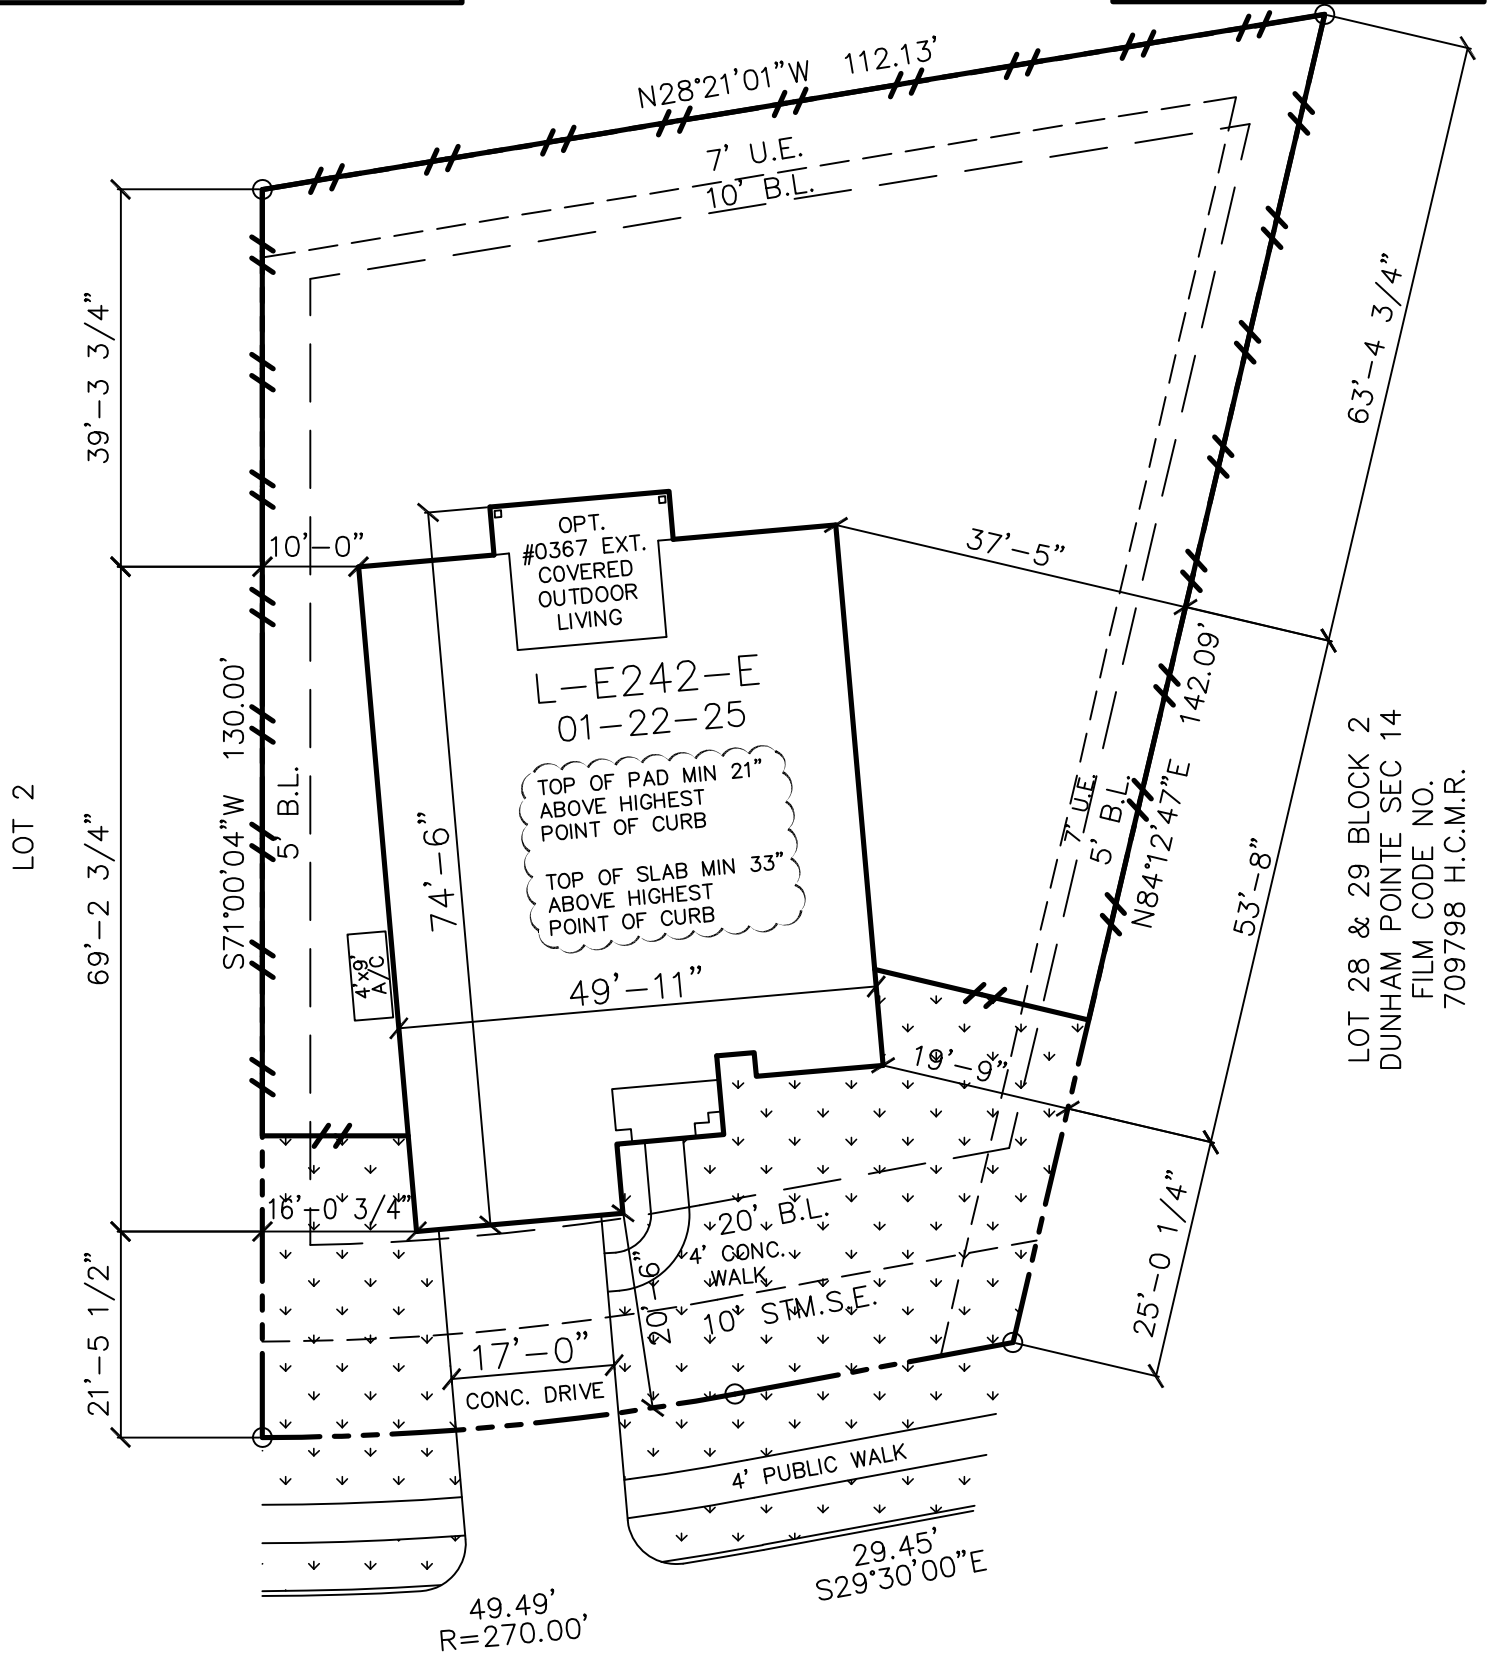 N28°21'01"W 112.13'
7' U.E.
10' B.L.
39'-3 3/4"
63'-4 3/4"
10'-0"
OPT.
#0367 EXT.
COVERED
OUTDOOR
LIVING
37'-5"
L-E242-E
01-22-25
S71°00'04"W 130.00'
5' B.L.
TOP OF PAD MIN 21"
ABOVE HIGHEST
POINT OF CURB
TOP OF SLAB MIN 33"
ABOVE HIGHEST
POINT OF CURB
LOT 2
69'-2 3/4"
74'-6"
4'x9'
A/C
49'-11"
7' U.E.
5' B.L.
N84°12'47"E 142.09'
53'-8"
LOT 28 & 29 BLOCK 2
DUNHAM POINTE SEC 14
FILM CODE NO.
709798 H.C.M.R.
19'-9"
16'-0 3/4"
20' B.L.
4' CONC.
WALK
20'-6"
10' STM.S.E.
25'-0 1/4"
21'-5 1/2"
17'-0"
CONC. DRIVE
4' PUBLIC WALK
29.45'
S29°30'00"E
49.49'
R=270.00'